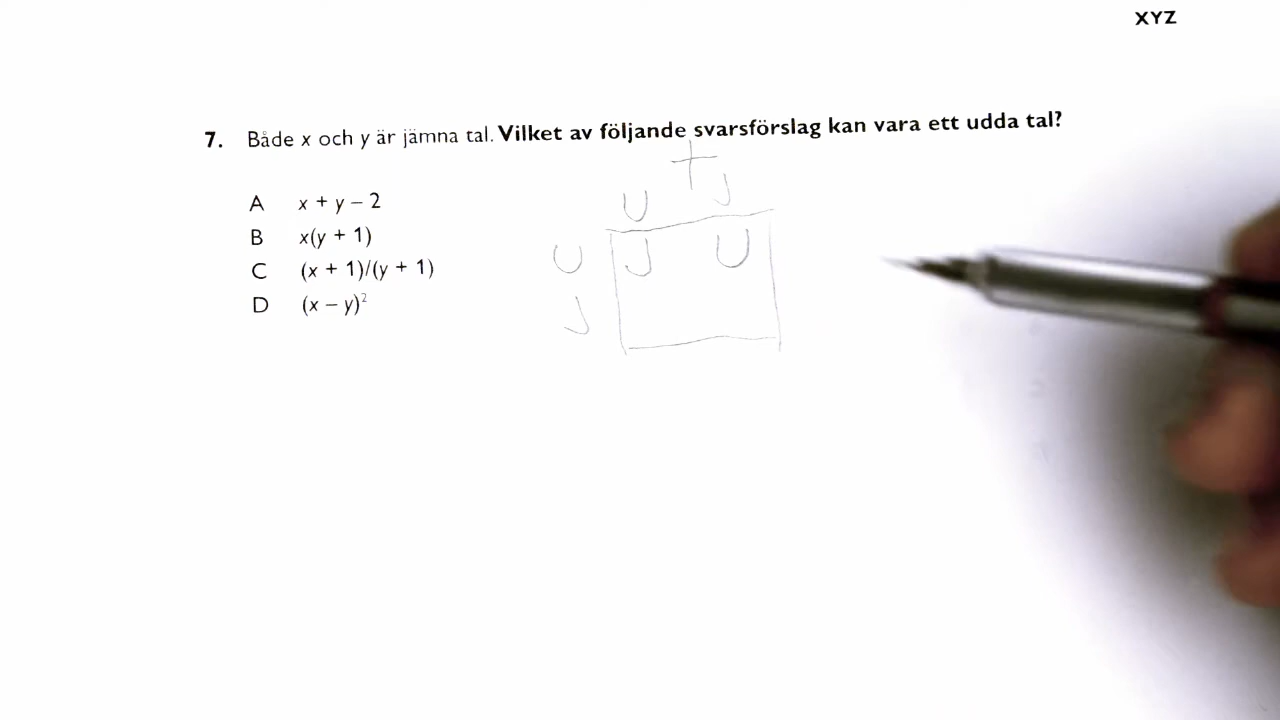 XYZ
7. Både x och y är jämna tal. Vilket av följande svarsförslag kan vara ett udda tal?
A x + y – 2
B x(y + 1)
C (x + 1)/(y + 1)
D (x – y)²
+
U J
U J U
J